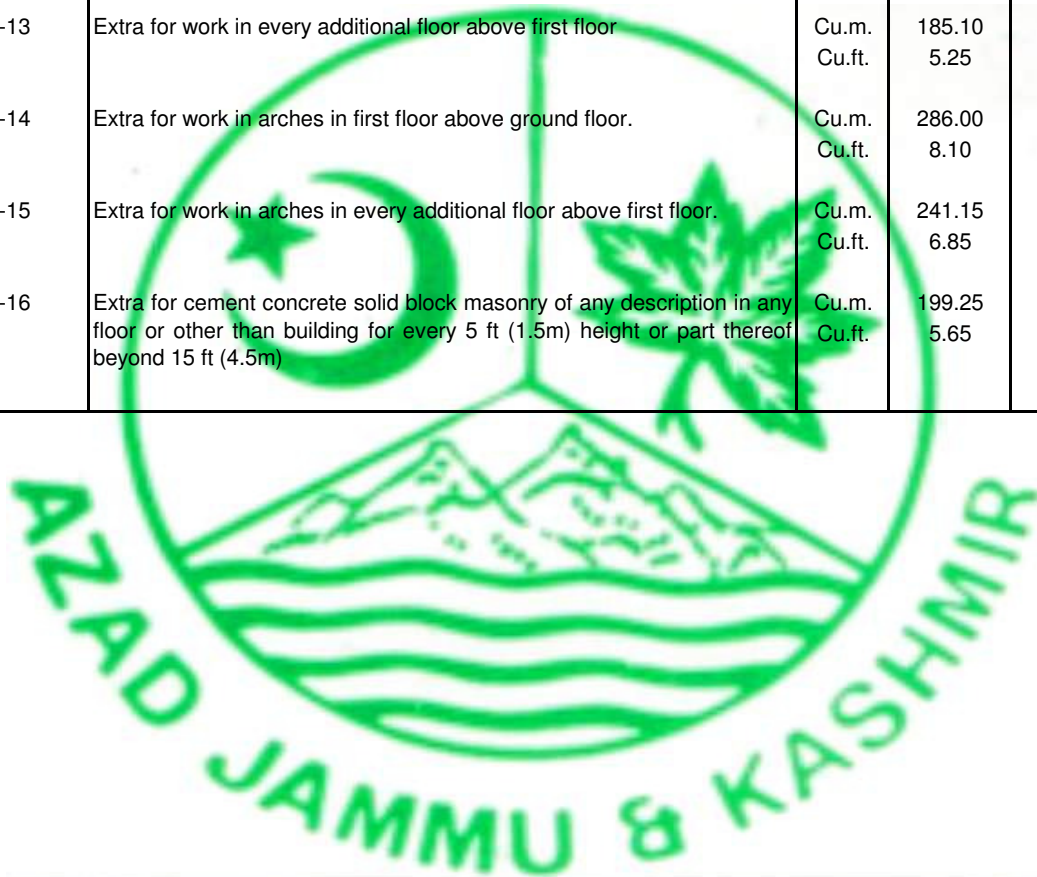 -13 Extra for work in every additional floor above first floor Cu.m. 185.10
Cu.ft. 5.25
-14 Extra for work in arches in first floor above ground floor. Cu.m. 286.00
Cu.ft. 8.10
-15 Extra for work in arches in every additional floor above first floor. Cu.m. 241.15
Cu.ft. 6.85
-16 Extra for cement concrete solid block masonry of any description in any Cu.m. 199.25
floor or other than building for every 5 ft (1.5m) height or part thereof Cu.ft. 5.65
beyond 15 ft (4.5m)
AZAD JAMMU & KASHMIR